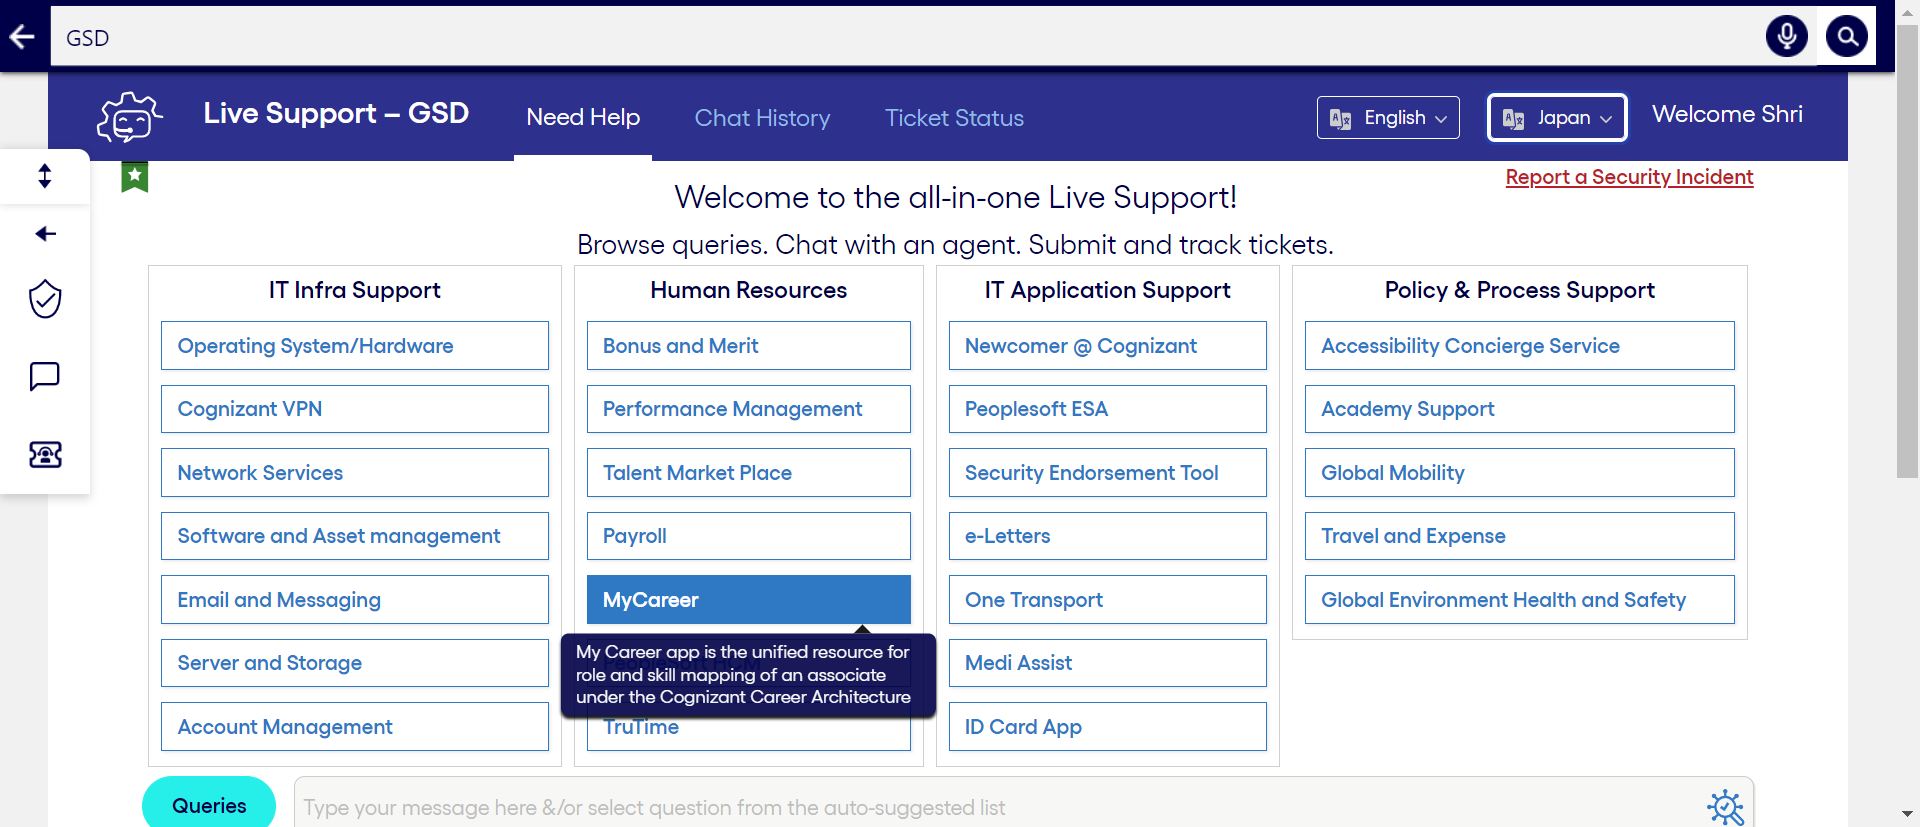 GSD
Live Support – GSD
Need Help
Chat History
Ticket Status
English
Japan
Welcome Shri
Report a Security Incident
Welcome to the all-in-one Live Support!
Browse queries. Chat with an agent. Submit and track tickets.
IT Infra Support
Operating System/Hardware
Cognizant VPN
Network Services
Software and Asset management
Email and Messaging
Server and Storage
Account Management
Human Resources
Bonus and Merit
Performance Management
Talent Market Place
Payroll
MyCareer
My Career app is the unified resource for
role and skill mapping of an associate
under the Cognizant Career Architecture
PeopleSoft HCM
TruTime
IT Application Support
Newcomer @ Cognizant
Peoplesoft ESA
Security Endorsement Tool
e-Letters
One Transport
Medi Assist
ID Card App
Policy & Process Support
Accessibility Concierge Service
Academy Support
Global Mobility
Travel and Expense
Global Environment Health and Safety
Queries
Type your message here &/or select question from the auto-suggested list